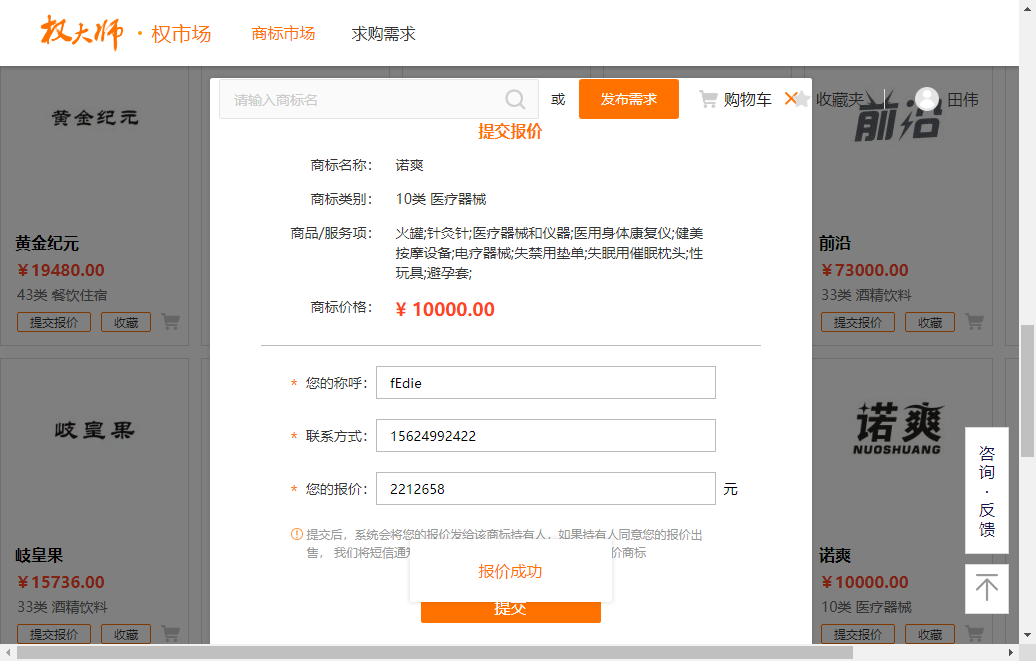 权大师 · 权市场 商标市场 求购需求
请输入商标名 或 发布需求 购物车 收藏夹 田伟
提交报价
商标名称： 诺爽
商标类别： 10类 医疗器械
商品/服务项： 火罐;针灸针;医疗器械和仪器;医用身体康复仪;健美
按摩设备;电疗器械;失禁用垫单;失眠用催眠枕头;性
玩具;避孕套;
商标价格： ¥ 10000.00
* 您的称呼： fEdie
* 联系方式： 15624992422
* 您的报价： 2212658 元
提交后，系统会将您的报价发给该商标持有人，如果持有人同意您的报价出
售， 我们将短信通知 价商标
报价成功
提交
黄金纪元
黄金纪元
¥19480.00
43类 餐饮住宿
提交报价 收藏
前沿
前沿
¥73000.00
33类 酒精饮料
提交报价 收藏
岐皇果
岐皇果
¥15736.00
33类 酒精饮料
提交报价 收藏
诺爽
NUOSHUANG
诺爽
¥10000.00
10类 医疗器械
提交报价 收藏
咨
询
·
反
馈